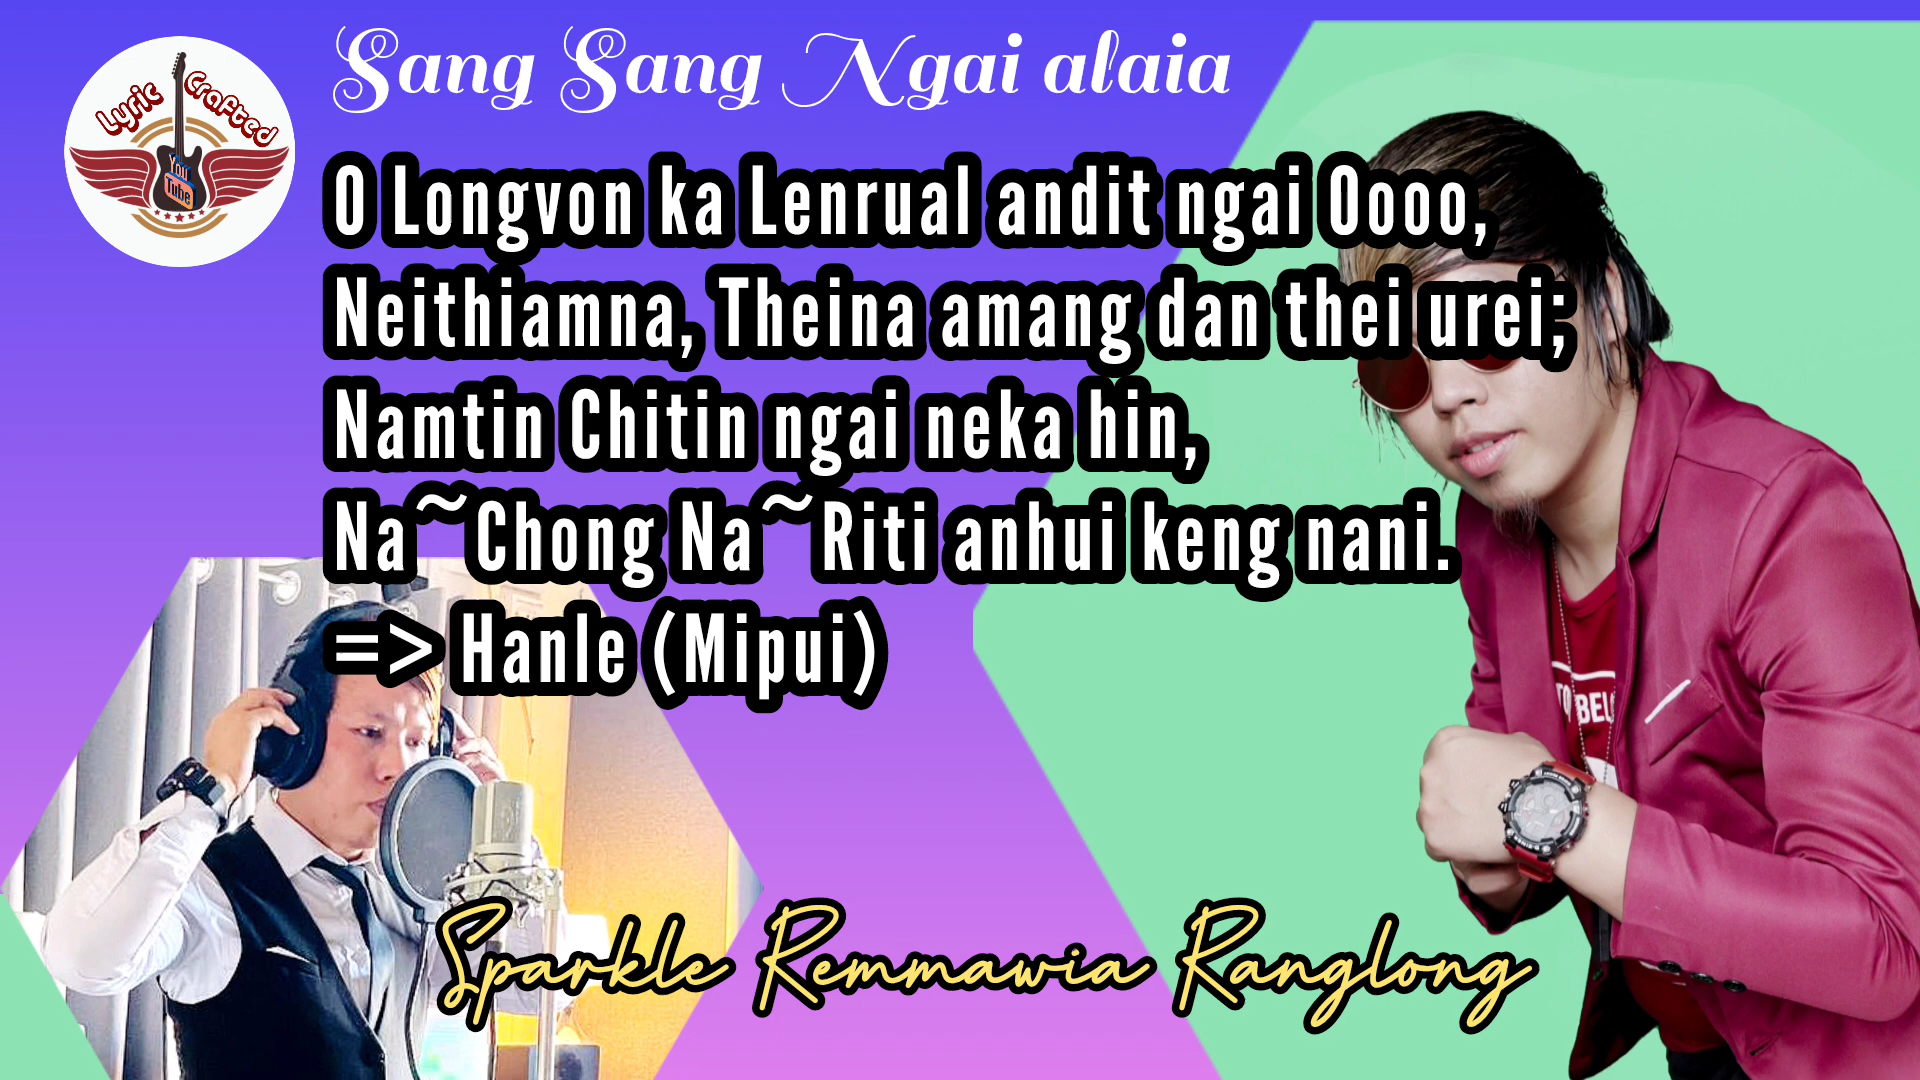 Lyric Crafted
You
Tube
Sang Sang Ngai alaia
O Longvon ka Lenrual andit ngai Oooo,
Neithiamna, Theina amang dan thei urei;
Namtin Chitin ngai neka hin,
Na~Chong Na~Riti anhui keng nani.
=> Hanle (Mipui)
Sparkle Remmawia Ranglong